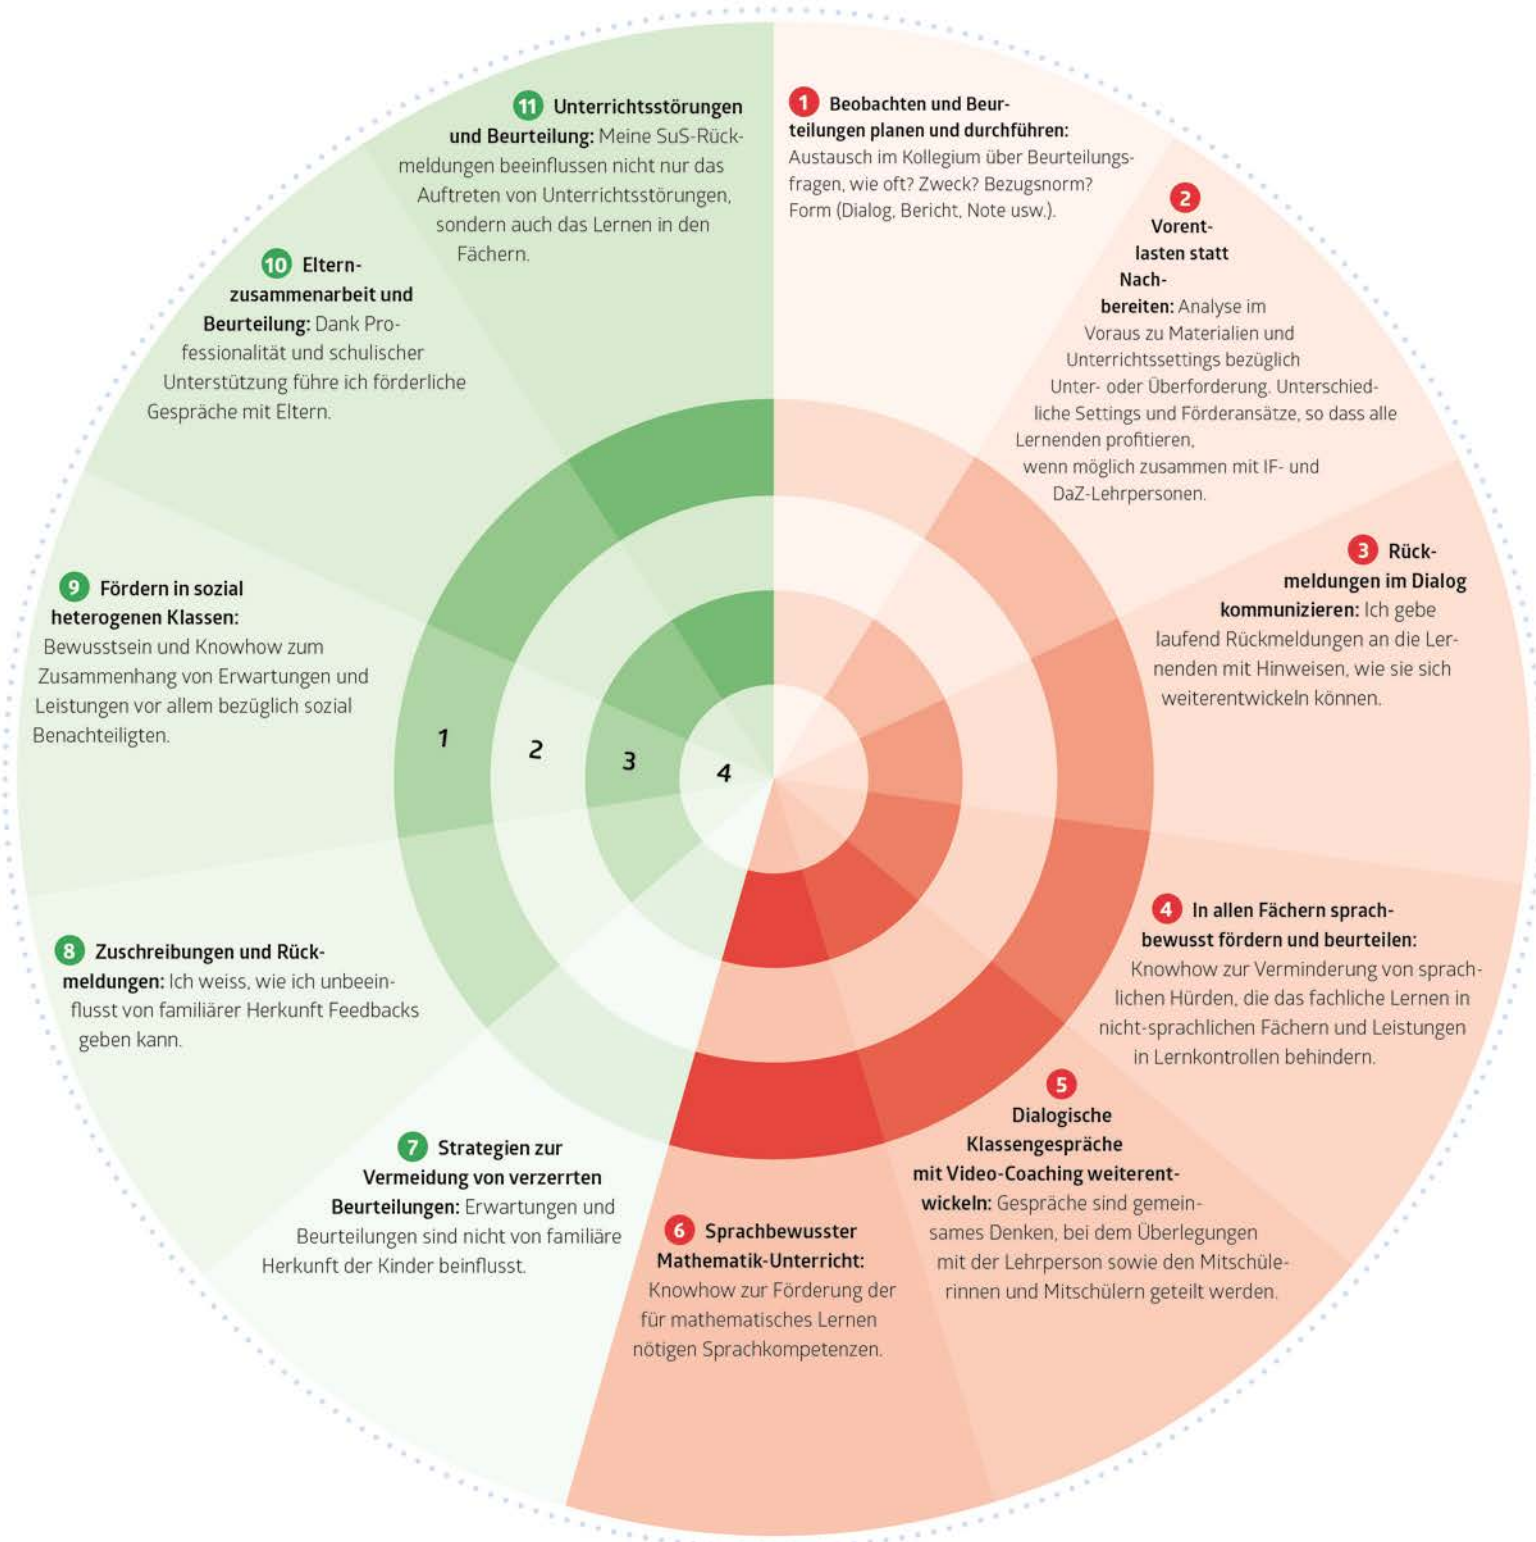 1 Beobachten und Beur-
teilungen planen und durchführen:
Austausch im Kollegium über Beurteilungs-
fragen, wie oft? Zweck? Bezugsnorm?
Form (Dialog, Bericht, Note usw.).
2
Vorent-
lasten statt
Nach-
bereiten: Analyse im
Voraus zu Materialien und
Unterrichtssettings bezüglich
Unter- oder Überforderung. Unterschied-
liche Settings und Förderansätze, so dass alle
Lernenden profitieren,
wenn möglich zusammen mit IF- und
DaZ-Lehrpersonen.
3 Rück-
meldungen im Dialog
kommunizieren: Ich gebe
laufend Rückmeldungen an die Ler-
nenden mit Hinweisen, wie sie sich
weiterentwickeln können.
4 In allen Fächern sprach-
bewusst fördern und beurteilen:
Knowhow zur Verminderung von sprach-
lichen Hürden, die das fachliche Lernen in
nicht-sprachlichen Fächern und Leistungen
in Lernkontrollen behindern.
5
Dialogische
Klassengespräche
mit Video-Coaching weiterent-
wickeln: Gespräche sind gemein-
sames Denken, bei dem Überlegungen
mit der Lehrperson sowie den Mitschüle-
rinnen und Mitschülern geteilt werden.
6 Sprachbewusster
Mathematik-Unterricht:
Knowhow zur Förderung der
für mathematisches Lernen
nötigen Sprachkompetenzen.
7 Strategien zur
Vermeidung von verzerrten
Beurteilungen: Erwartungen und
Beurteilungen sind nicht von familiäre
Herkunft der Kinder beinflusst.
8 Zuschreibungen und Rück-
meldungen: Ich weiss, wie ich unbeein-
flusst von familiärer Herkunft Feedbacks
geben kann.
9 Fördern in sozial
heterogenen Klassen:
Bewusstsein und Knowhow zum
Zusammenhang von Erwartungen und
Leistungen vor allem bezüglich sozial
Benachteiligten.
10 Eltern-
zusammenarbeit und
Beurteilung: Dank Pro-
fessionalität und schulischer
Unterstützung führe ich förderliche
Gespräche mit Eltern.
11 Unterrichtsstörungen
und Beurteilung: Meine SuS-Rück-
meldungen beeinflussen nicht nur das
Auftreten von Unterrichtsstörungen,
sondern auch das Lernen in den
Fächern.
1 2 3 4